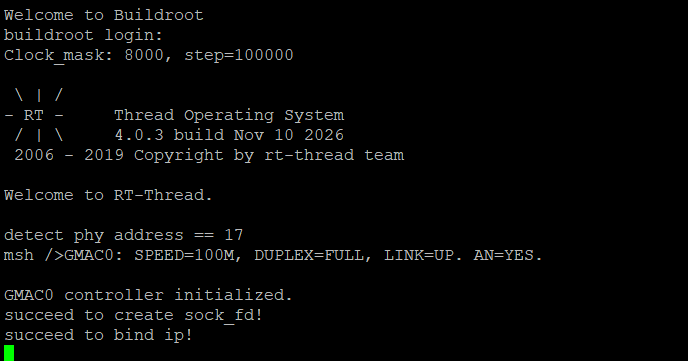 Welcome to Buildroot
buildroot login:
Clock_mask: 8000, step=100000
 \ | /
- RT -     Thread Operating System
 / | \     4.0.3 build Nov 10 2026
 2006 - 2019 Copyright by rt-thread team
Welcome to RT-Thread.
detect phy address == 17
msh />GMAC0: SPEED=100M, DUPLEX=FULL, LINK=UP. AN=YES.
GMAC0 controller initialized.
succeed to create sock_fd!
succeed to bind ip!